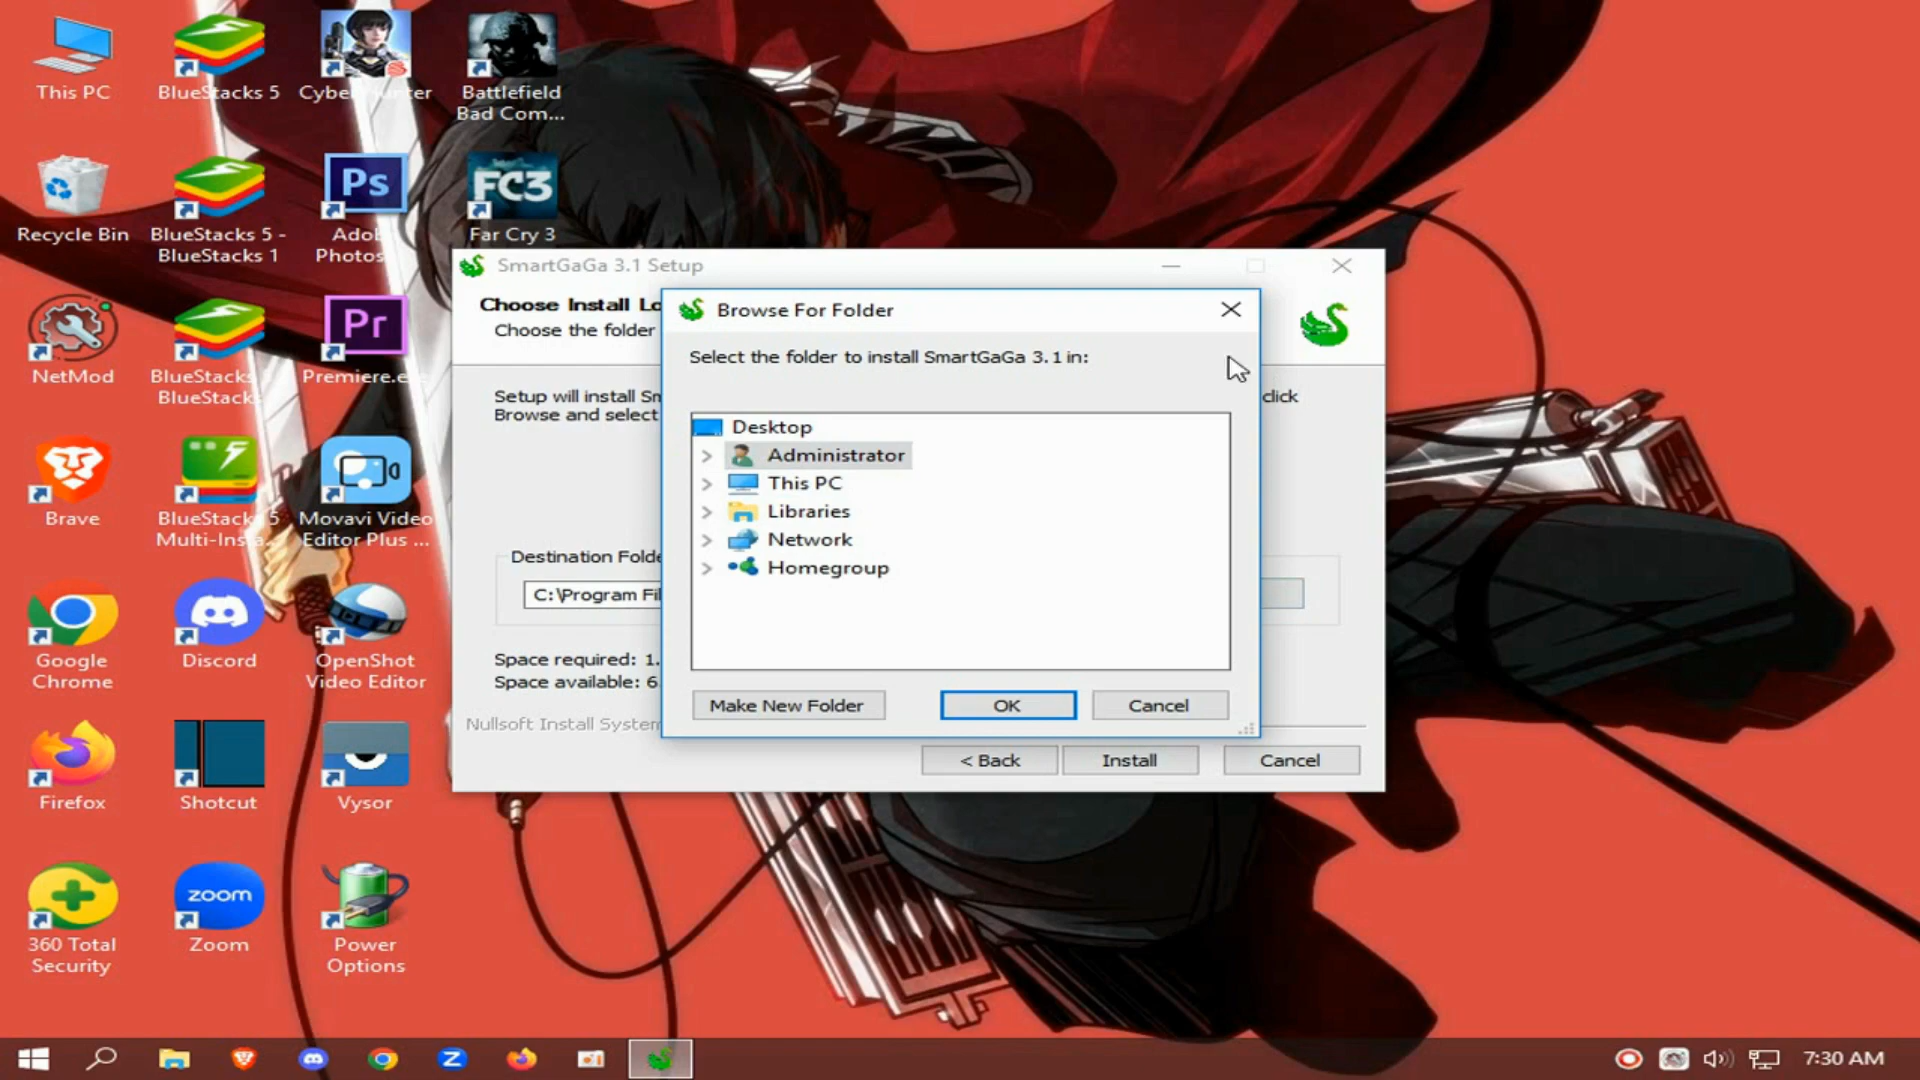 This PC
BlueStacks 5
Battlefield
Bad Com...
Ps
FC3
Recycle Bin
BlueStacks 5 -
BlueStacks 1
Far Cry 3
Pr
NetMod
BlueStacks
BlueStacks
Premiere.e
Brave
BlueStacks 5
Multi-Insta...
Movavi Video
Editor Plus ...
Google
Chrome
Discord
OpenShot
Video Editor
Firefox
Shotcut
Vysor
zoom
360 Total
Security
Zoom
Power
Options
SmartGaGa 3.1 Setup
Choose Install Lo
Choose the folder
Setup will install Sm
click
Browse and select
Destination Folde
C:\Program Fil
Space required: 1.
Space available: 6
Nullsoft Install System
< Back
Install
Cancel
Browse For Folder
Select the folder to install SmartGaGa 3.1 in:
Desktop
Administrator
This PC
Libraries
Network
Homegroup
Make New Folder
OK
Cancel
Z
7:30 AM